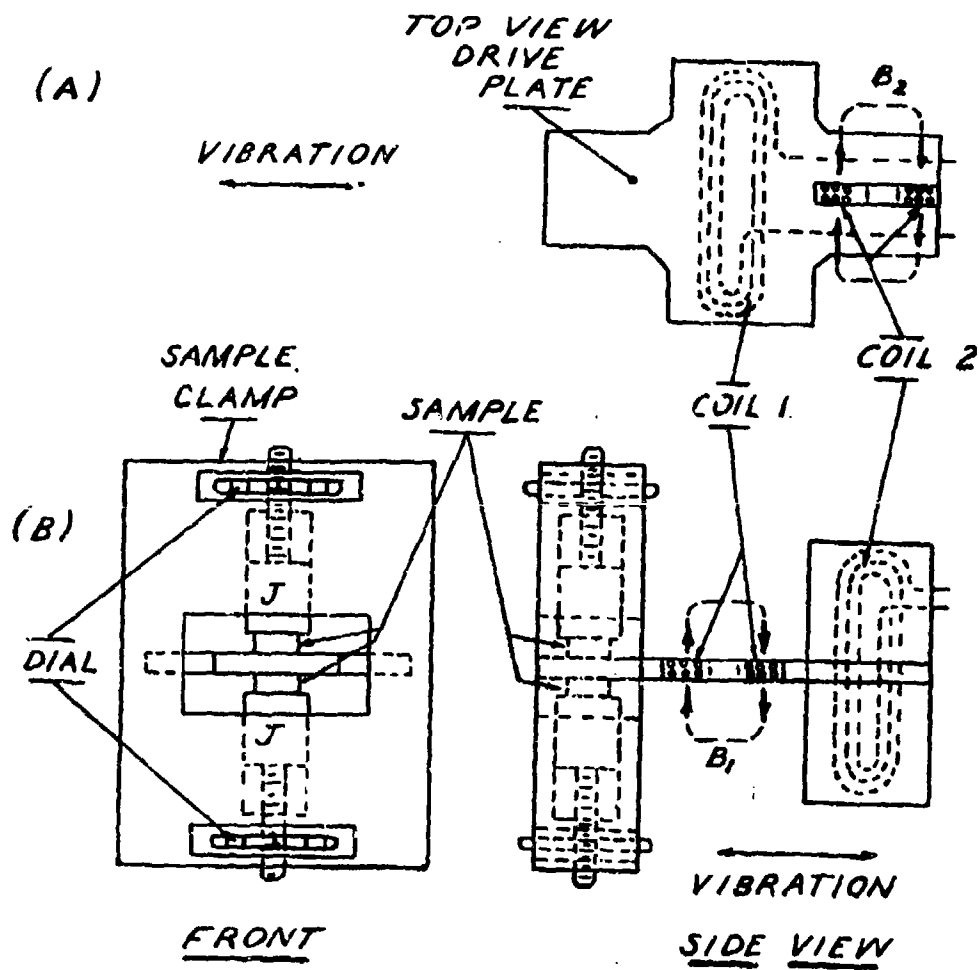 (A)
TOP VIEW
DRIVE
PLATE
B2
VIBRATION
COIL 2
COIL 1.
SAMPLE
CLAMP
SAMPLE
(B)
J
DIAL
J
B1
VIBRATION
FRONT
SIDE VIEW